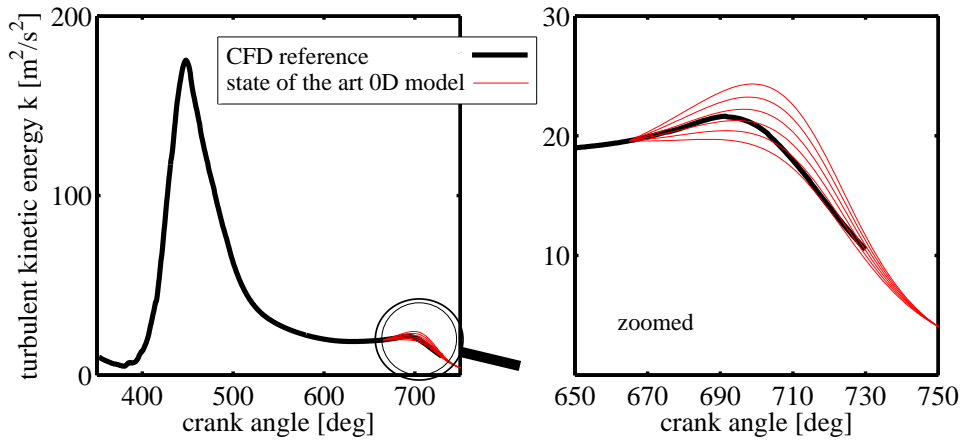 turbulent kinetic energy k [m²/s²]
200
100
0
400
500
600
700
crank angle [deg]
CFD reference
state of the art 0D model
30
20
10
zoomed
650
670
690
710
730
750
crank angle [deg]